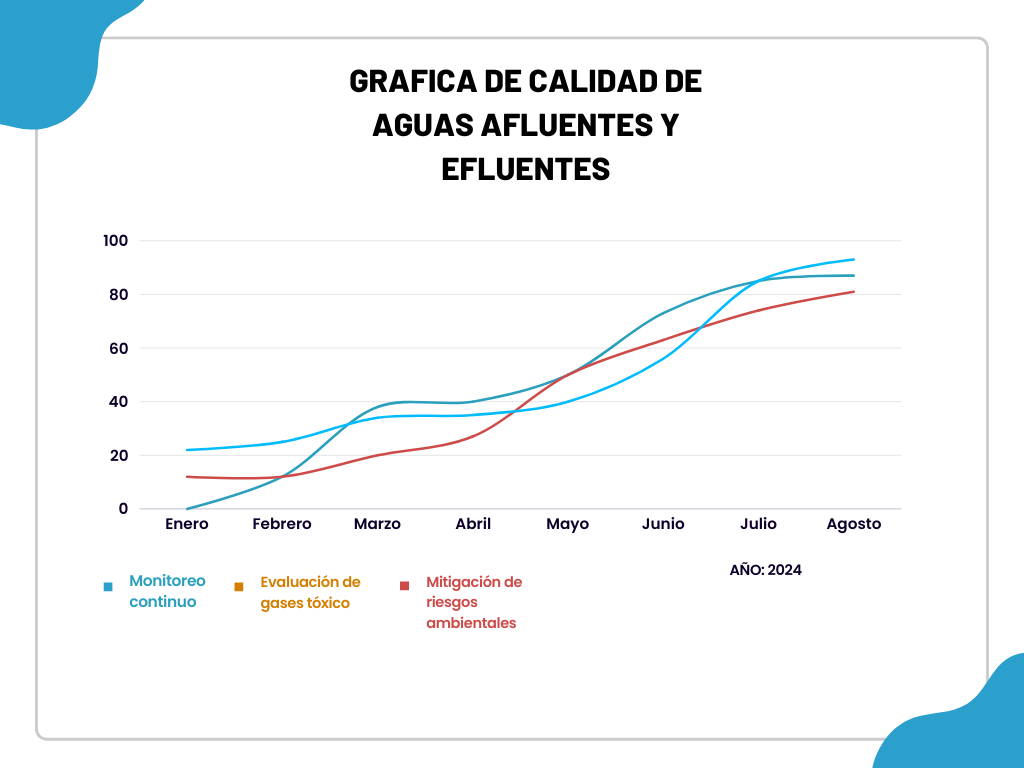 GRAFICA DE CALIDAD DE
AGUAS AFLUENTES Y
EFLUENTES
100
80
60
40
20
0
Enero Febrero Marzo Abril Mayo Junio Julio Agosto
AÑO: 2024
Monitoreo
continuo
Evaluación de
gases tóxico
Mitigación de
riesgos
ambientales